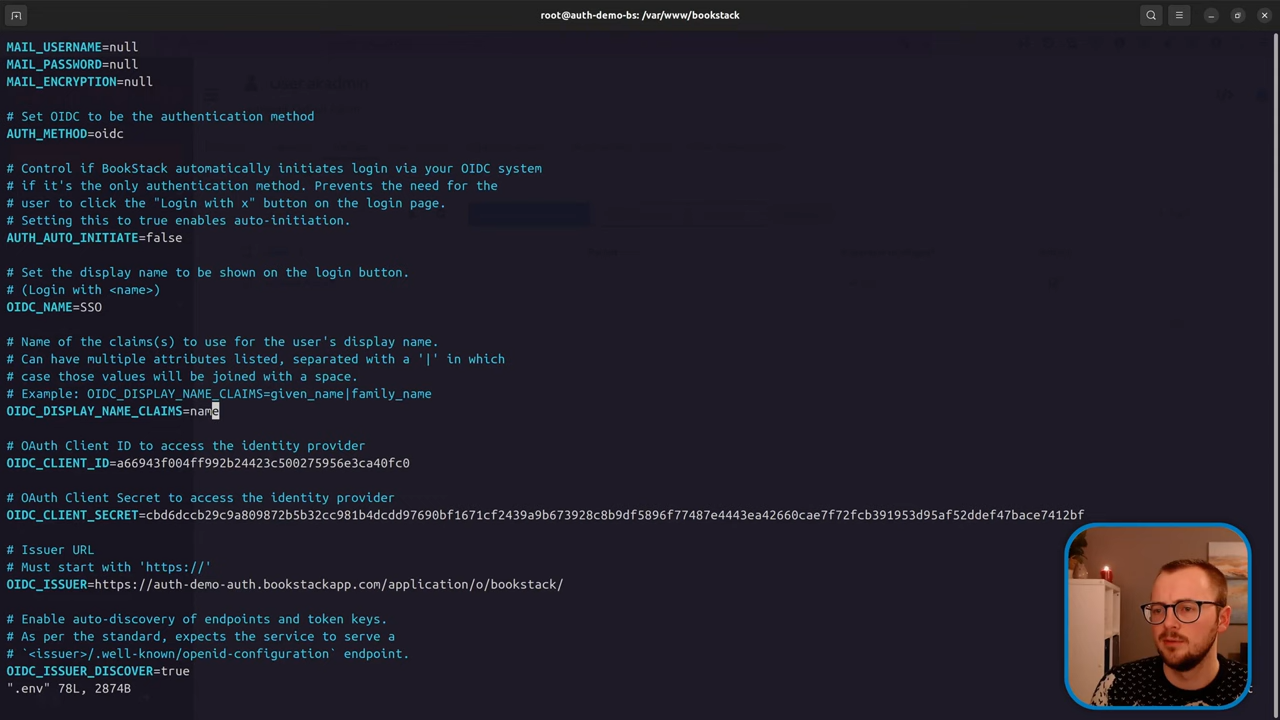 root@auth-demo-bs: /var/www/bookstack
MAIL_USERNAME=null
MAIL_PASSWORD=null
MAIL_ENCRYPTION=null
# Set OIDC to be the authentication method
AUTH_METHOD=oidc
# Control if BookStack automatically initiates login via your OIDC system
# if it's the only authentication method. Prevents the need for the
# user to click the "Login with x" button on the login page.
# Setting this to true enables auto-initiation.
AUTH_AUTO_INITIATE=false
# Set the display name to be shown on the login button.
# (Login with <name>)
OIDC_NAME=SSO
# Name of the claims(s) to use for the user's display name.
# Can have multiple attributes listed, separated with a '|' in which
# case those values will be joined with a space.
# Example: OIDC_DISPLAY_NAME_CLAIMS=given_name|family_name
OIDC_DISPLAY_NAME_CLAIMS=name
# OAuth Client ID to access the identity provider
OIDC_CLIENT_ID=a66943f004ff992b24423c500275956e3ca40fc0
# OAuth Client Secret to access the identity provider
OIDC_CLIENT_SECRET=cbd6dccb29c9a809872b5b32cc981b4dcdd97690bf1671cf2439a9b673928c8b9df5896f77487e4443ea42660cae7f72fcb391953d95af52ddef47bace7412bf
# Issuer URL
# Must start with 'https://'
OIDC_ISSUER=https://auth-demo-auth.bookstackapp.com/application/o/bookstack/
# Enable auto-discovery of endpoints and token keys.
# As per the standard, expects the service to serve a
# `<issuer>/.well-known/openid-configuration` endpoint.
OIDC_ISSUER_DISCOVER=true
".env" 78L, 2874B